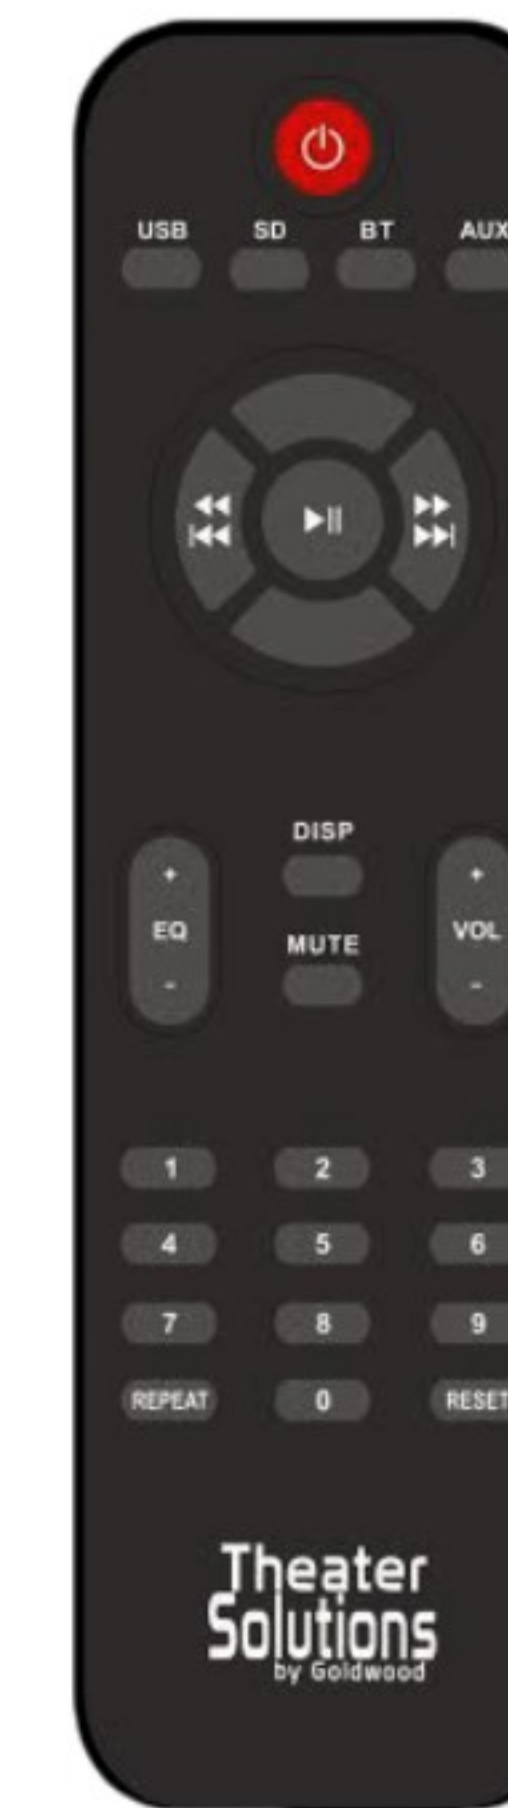 USB SD BT AUX
DISP
+ +
EQ VOL
MUTE
- -
1 2 3
4 5 6
7 8 9
REPEAT 0 RESET
Theater
Solutions
by Goldwood